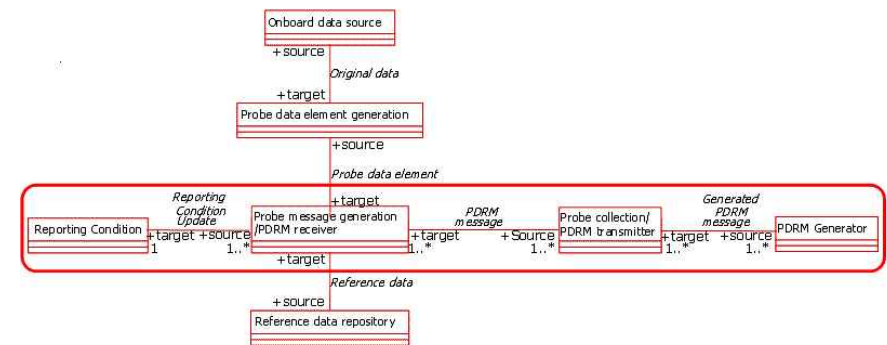 Onboard data source
+source
Original data
+target
Probe data element generation
+source
Probe data element
+target
Reporting
Condition
Update
PDRM
message
Generated
PDRM
message
Reporting Condition
+target
1
+source
1..*
Probe message generation
/PDRM receiver
+target
1..*
+Source
1..*
Probe collection/
PDRM transmitter
+target
1..*
+source
1..*
PDRM Generator
+target
Reference data
+source
Reference data repository